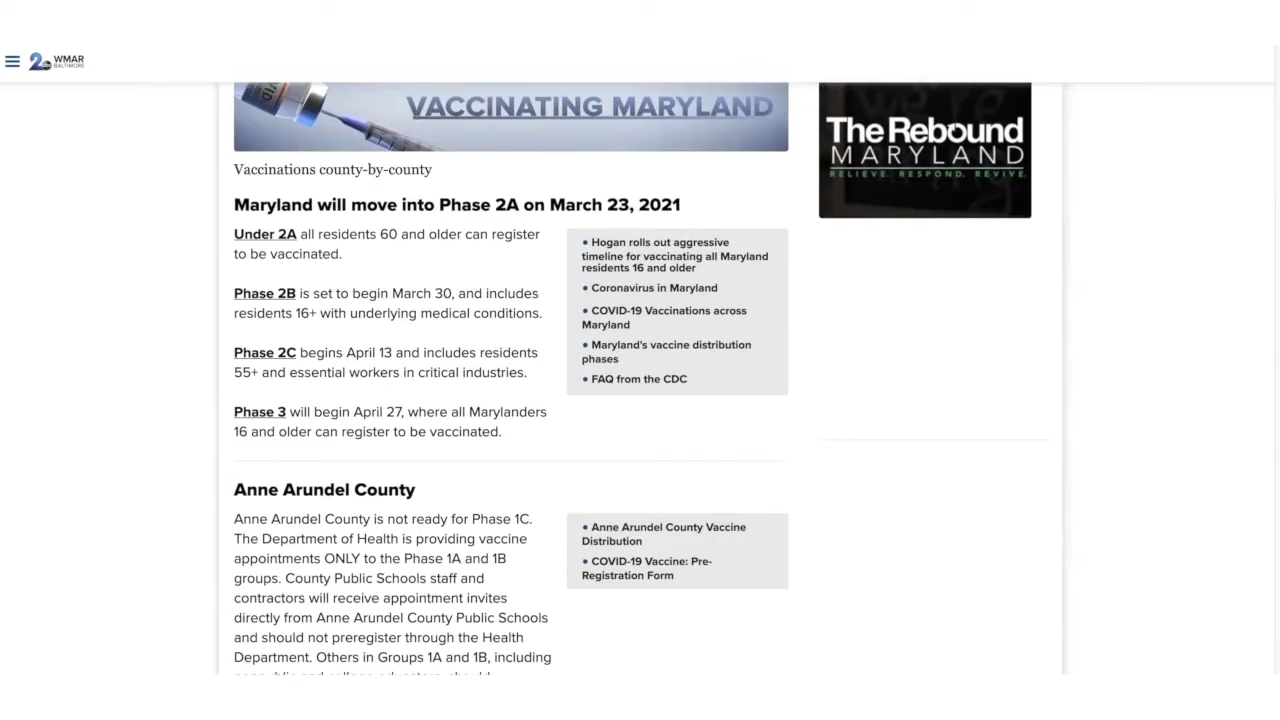 2 abc WMAR
BALTIMORE
VACCINATING MARYLAND
Vaccinations county-by-county
Maryland will move into Phase 2A on March 23, 2021
Under 2A all residents 60 and older can register
to be vaccinated.
Phase 2B is set to begin March 30, and includes
residents 16+ with underlying medical conditions.
Phase 2C begins April 13 and includes residents
55+ and essential workers in critical industries.
Phase 3 will begin April 27, where all Marylanders
16 and older can register to be vaccinated.
• Hogan rolls out aggressive
timeline for vaccinating all Maryland
residents 16 and older
• Coronavirus in Maryland
• COVID-19 Vaccinations across
Maryland
• Maryland's vaccine distribution
phases
• FAQ from the CDC
Anne Arundel County
Anne Arundel County is not ready for Phase 1C.
The Department of Health is providing vaccine
appointments ONLY to the Phase 1A and 1B
groups. County Public Schools staff and
contractors will receive appointment invites
directly from Anne Arundel County Public Schools
and should not preregister through the Health
Department. Others in Groups 1A and 1B, including
• Anne Arundel County Vaccine
Distribution
• COVID-19 Vaccine: Pre-
Registration Form
The Rebound
MARYLAND
RELIEVE. RESPOND. REVIVE.